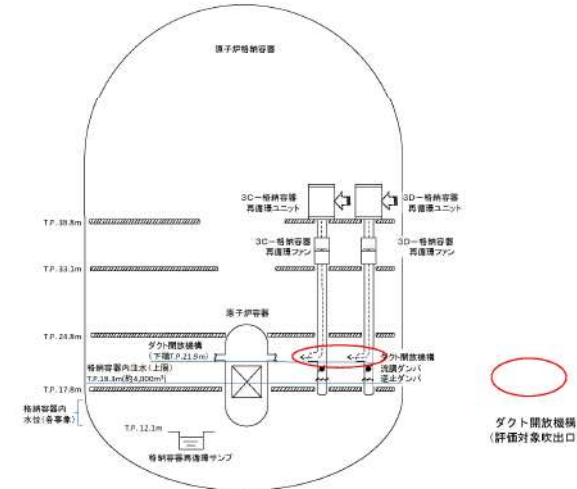 原子炉格納容器
3C-格納容器
再循環ユニット
3D-格納容器
再循環ユニット
T.P.38.8m
3C-格納容器
再循環ファン
3D-格納容器
再循環ファン
T.P.33.1m
原子炉容器
T.P.24.8m
ダクト開放機構
(下端T.P.21.9m)
ダクト開放機構
格納容器内注水(上限)
T.P.19.3m(約4,000m³)
流調ダンパ
逆止ダンパ
T.P.17.8m
格納容器内
水位(各事象)
T.P.12.1m
格納容器再循環サンプ
ダクト開放機構
(評価対象吹出口